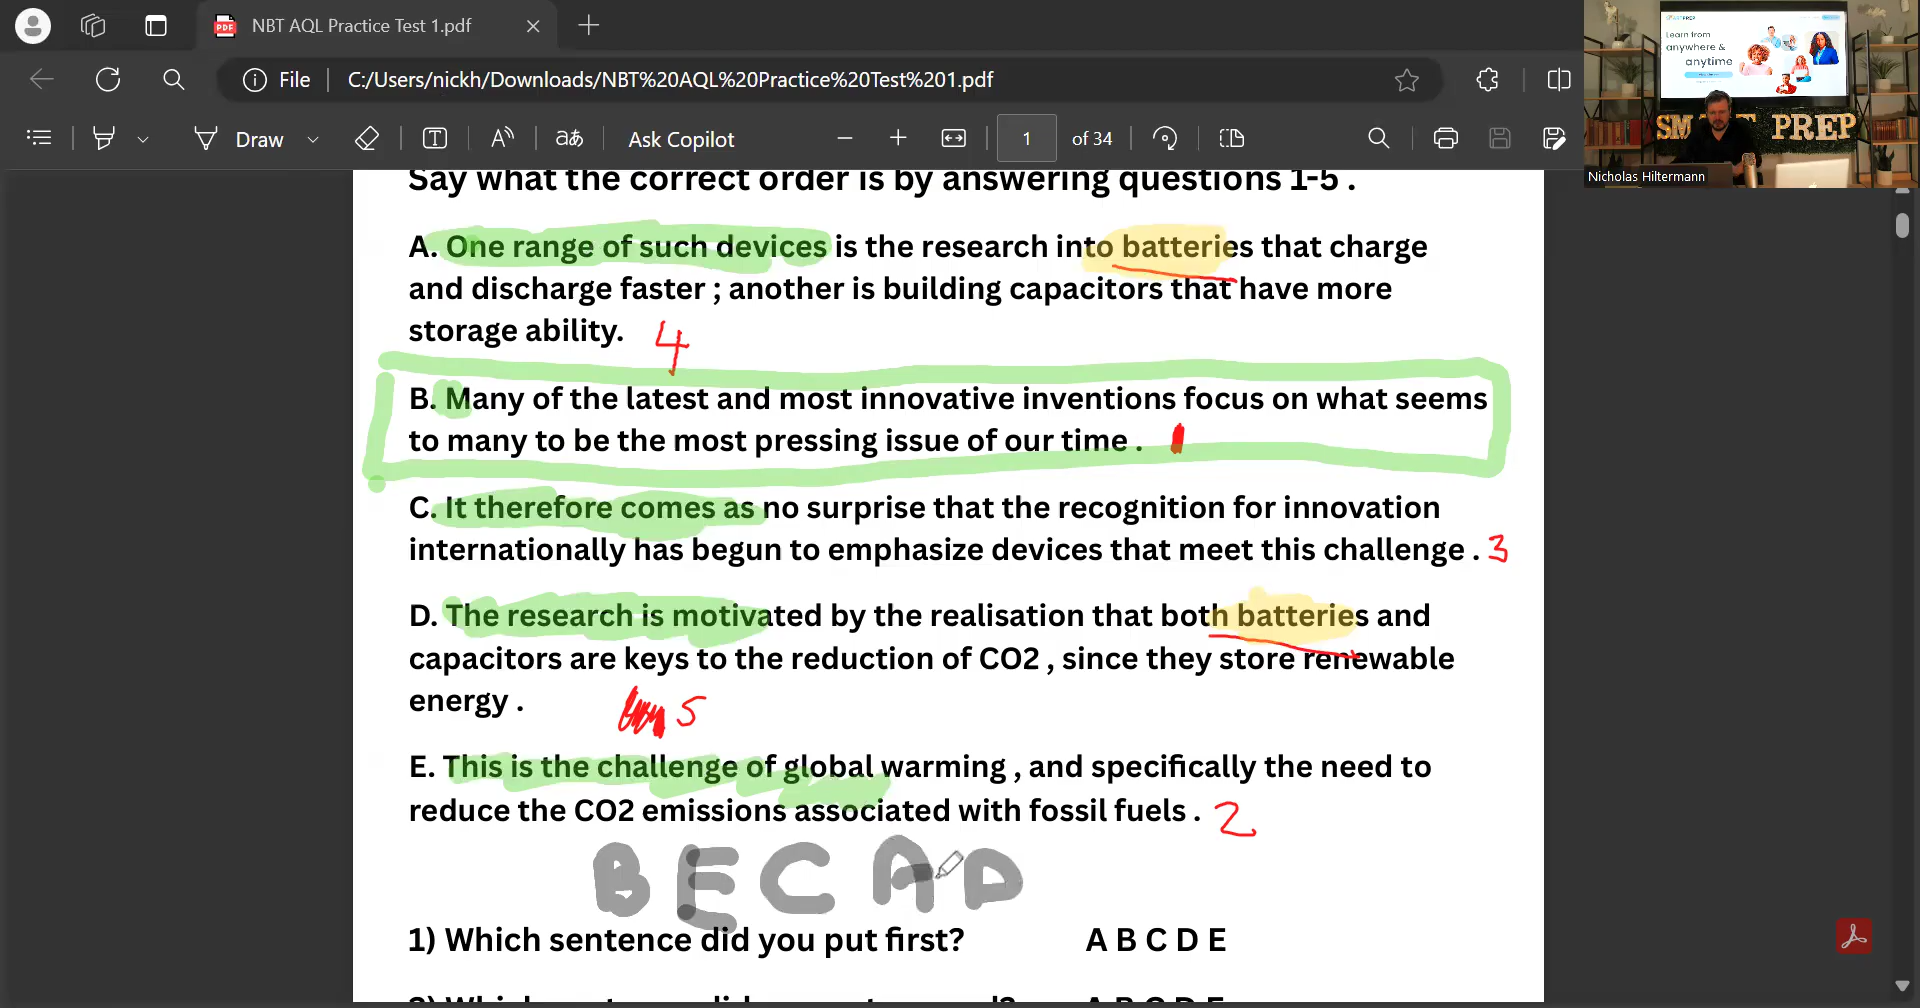 NBT AQL Practice Test 1.pdf
File
C:/Users/nickh/Downloads/NBT%20AQL%20Practice%20Test%201.pdf
Draw
Ask Copilot
1 of 34
Learn from
anywhere &
anytime
PREP
Nicholas Hiltermann
Say what the correct order is by answering questions 1-5 .
A. One range of such devices is the research into batteries that charge
and discharge faster ; another is building capacitors that have more
storage ability.
4
B. Many of the latest and most innovative inventions focus on what seems
to many to be the most pressing issue of our time . 1
C. It therefore comes as no surprise that the recognition for innovation
internationally has begun to emphasize devices that meet this challenge . 3
D. The research is motivated by the realisation that both batteries and
capacitors are keys to the reduction of CO2 , since they store renewable
energy .
5
E. This is the challenge of global warming , and specifically the need to
reduce the CO2 emissions associated with fossil fuels . 2
B E C A D
1) Which sentence did you put first? A B C D E